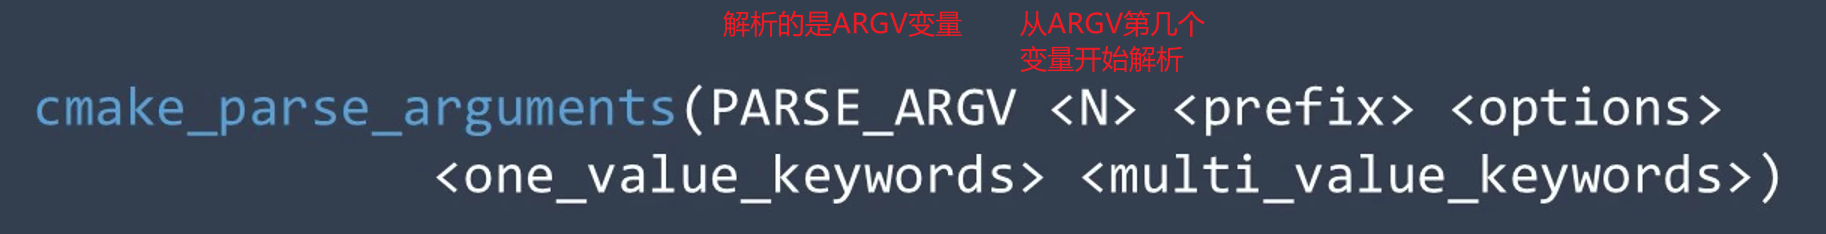 解析的是ARGV变量
从ARGV第几个
变量开始解析
cmake_parse_arguments(PARSE_ARGV <N> <prefix> <options>
<one_value_keywords> <multi_value_keywords>)